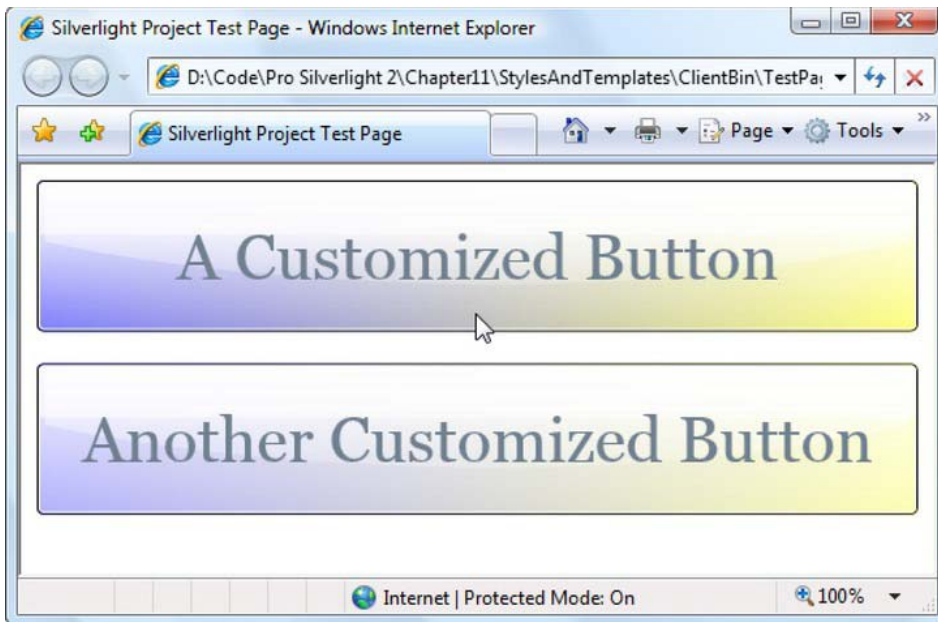 Silverlight Project Test Page - Windows Internet Explorer
D:\Code\Pro Silverlight 2\Chapter11\StylesAndTemplates\ClientBin\TestPa
Silverlight Project Test Page
Page
Tools
A Customized Button
Another Customized Button
Internet | Protected Mode: On
100%